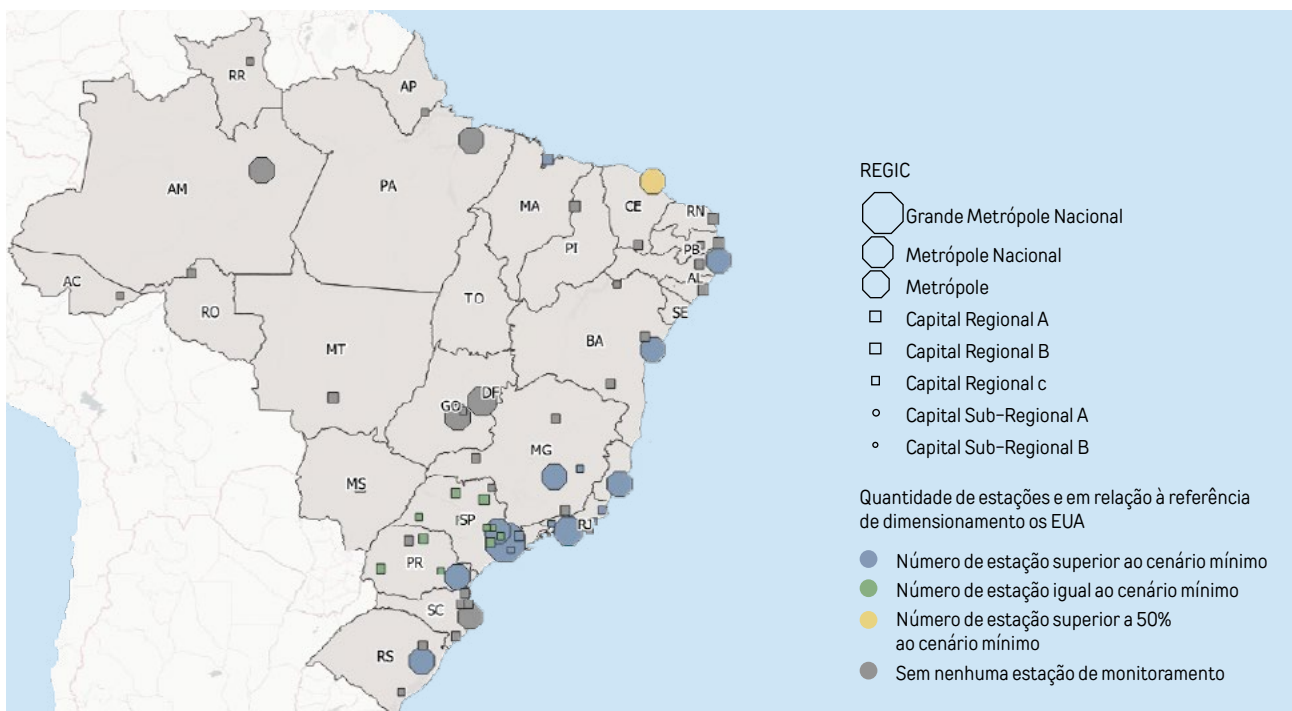 RR
AP
AM
PA
MA
CE
RN
PI
PB
AL
SE
AC
RO
TO
BA
MT
DF
GO
MG
MS
SP
RJ
PR
SC
RS
REGIC
Grande Metrópole Nacional
Metrópole Nacional
Metrópole
Capital Regional A
Capital Regional B
Capital Regional c
Capital Sub-Regional A
Capital Sub-Regional B
Quantidade de estações e em relação à referência
de dimensionamento os EUA
Número de estação superior ao cenário mínimo
Número de estação igual ao cenário mínimo
Número de estação superior a 50%
ao cenário mínimo
Sem nenhuma estação de monitoramento